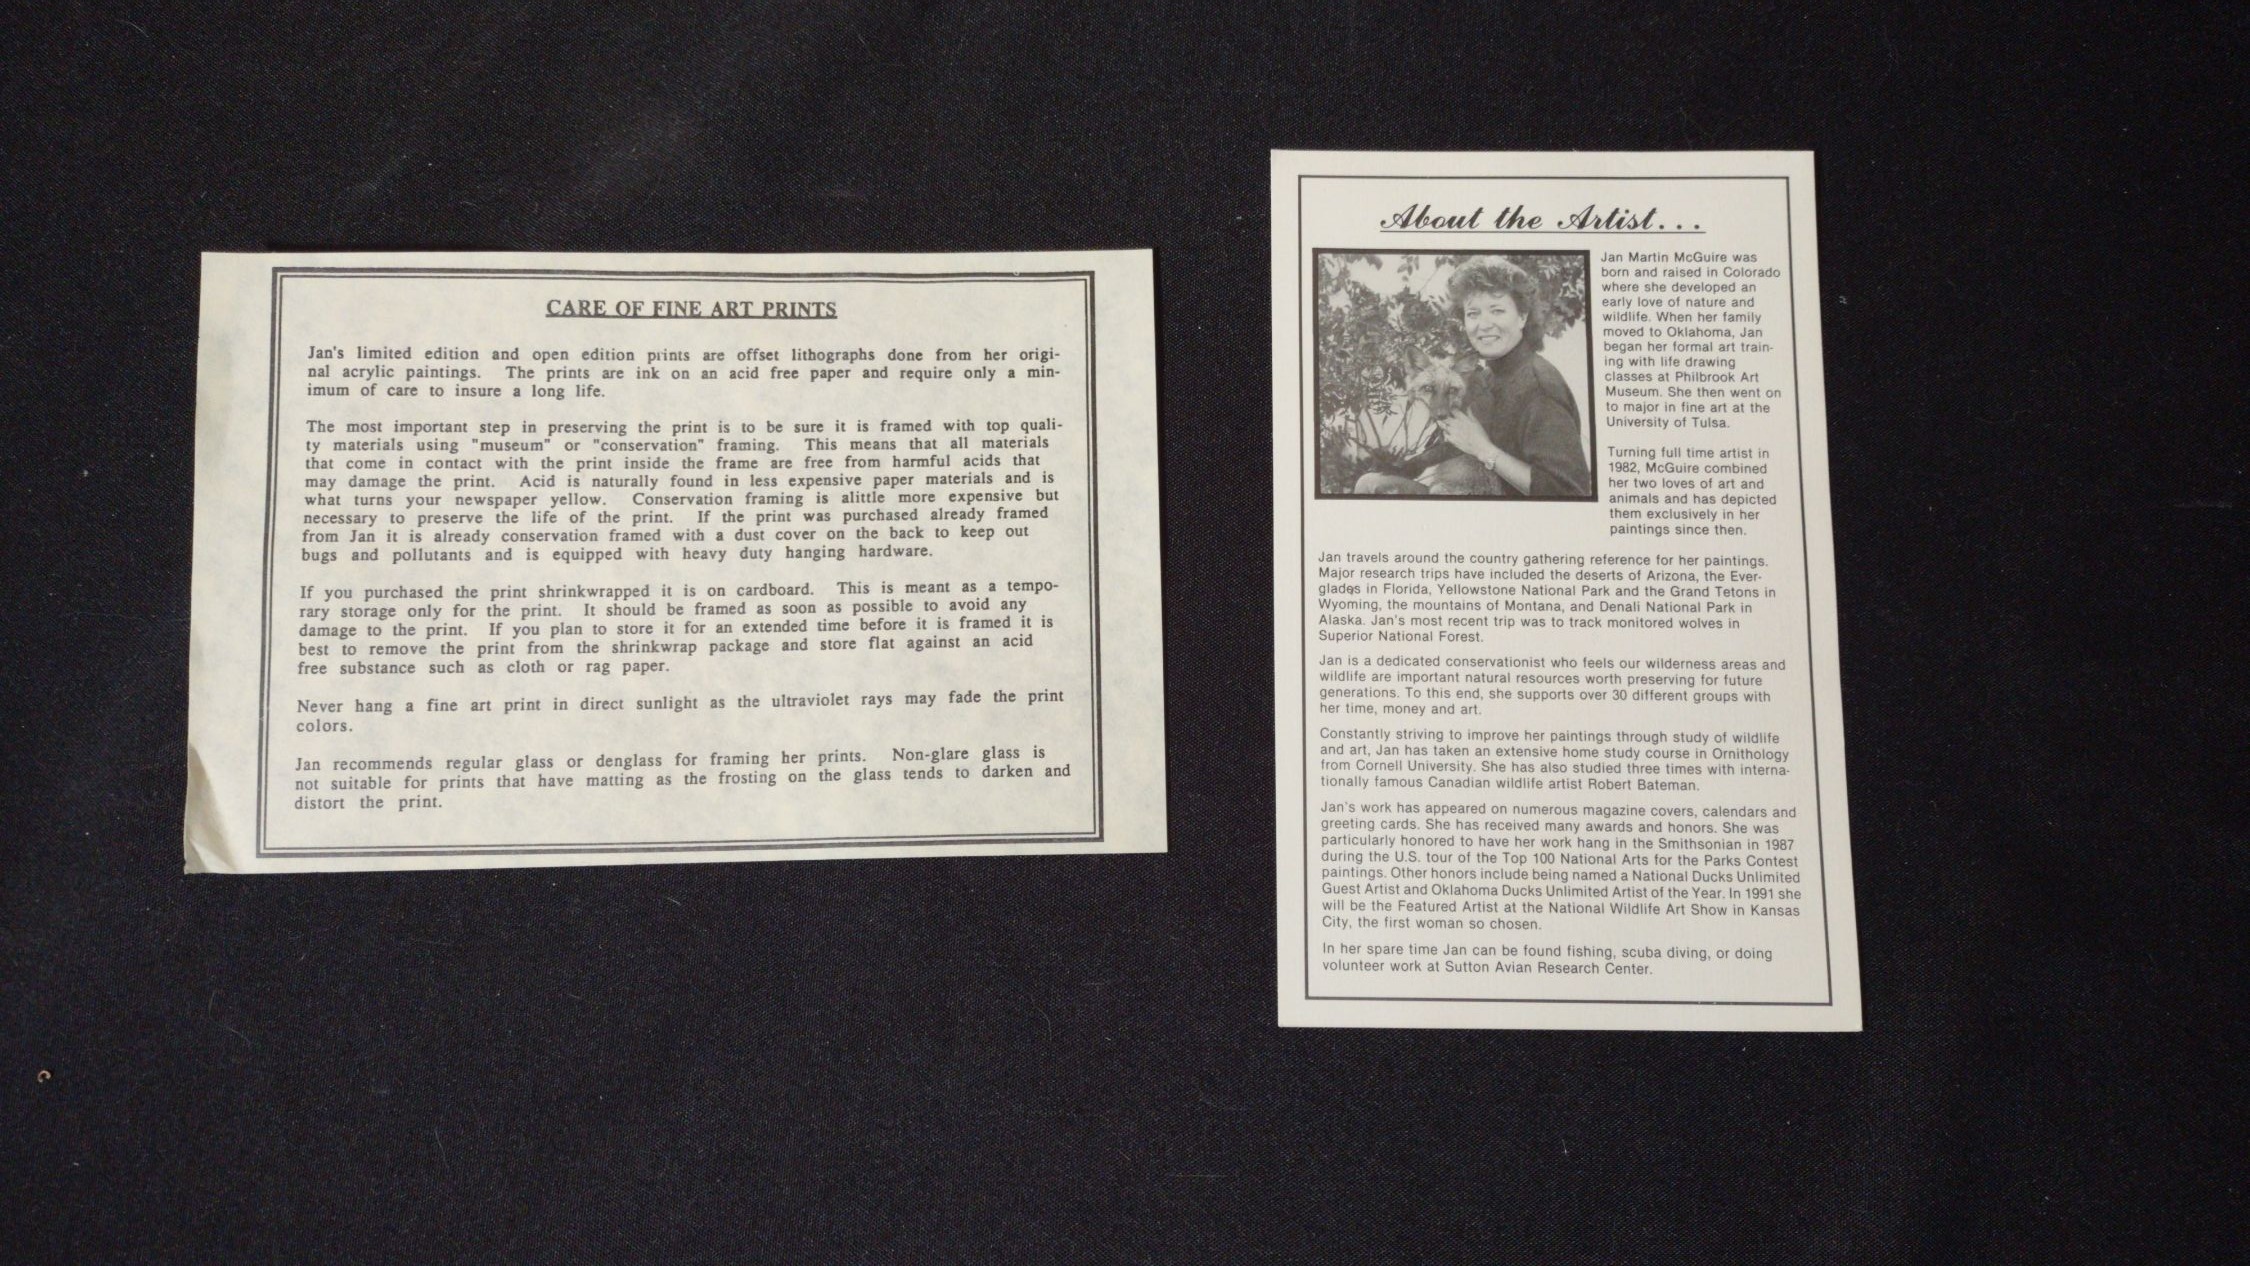 CARE OF FINE ART PRINTS
Jan's limited edition and open edition prints are offset lithographs done from her origi-
nal acrylic paintings. The prints are ink on an acid free paper and require only a min-
imum of care to insure a long life.
The most important step in preserving the print is to be sure it is framed with top quali-
ty materials using "museum" or "conservation" framing. This means that all materials
that come in contact with the print inside the frame are free from harmful acids that
may damage the print. Acid is naturally found in less expensive paper materials and is
what turns your newspaper yellow. Conservation framing is alittle more expensive but
necessary to preserve the life of the print. If the print was purchased already framed
from Jan it is already conservation framed with a dust cover on the back to keep out
bugs and pollutants and is equipped with heavy duty hanging hardware.
If you purchased the print shrinkwrapped it is on cardboard. This is meant as a tempo-
rary storage only for the print. It should be framed as soon as possible to avoid any
damage to the print. If you plan to store it for an extended time before it is framed it is
best to remove the print from the shrinkwrap package and store flat against an acid
free substance such as cloth or rag paper.
Never hang a fine art print in direct sunlight as the ultraviolet rays may fade the print
colors.
Jan recommends regular glass or denglass for framing her prints. Non-glare glass is
not suitable for prints that have matting as the frosting on the glass tends to darken and
distort the print.
About the Artist...
Jan Martin McGuire was
born and raised in Colorado
where she developed an
early love of nature and
wildlife. When her family
moved to Oklahoma, Jan
began her formal art train-
ing with life drawing
classes at Philbrook Art
Museum. She then went on
to major in fine art at the
University of Tulsa.
Turning full time artist in
1982, McGuire combined
her two loves of art and
animals and has depicted
them exclusively in her
paintings since then.
Jan travels around the country gathering reference for her paintings.
Major research trips have included the deserts of Arizona, the Ever-
glades in Florida, Yellowstone National Park and the Grand Tetons in
Wyoming, the mountains of Montana, and Denali National Park in
Alaska. Jan's most recent trip was to track monitored wolves in
Superior National Forest.
Jan is a dedicated conservationist who feels our wilderness areas and
wildlife are important natural resources worth preserving for future
generations. To this end, she supports over 30 different groups with
her time, money and art.
Constantly striving to improve her paintings through study of wildlife
and art, Jan has taken an extensive home study course in Ornithology
from Cornell University. She has also studied three times with interna-
tionally famous Canadian wildlife artist Robert Bateman.
Jan's work has appeared on numerous magazine covers, calendars and
greeting cards. She has received many awards and honors. She was
particularly honored to have her work hang in the Smithsonian in 1987
during the U.S. tour of the Top 100 National Arts for the Parks Contest
paintings. Other honors include being named a National Ducks Unlimited
Guest Artist and Oklahoma Ducks Unlimited Artist of the Year. In 1991 she
will be the Featured Artist at the National Wildlife Art Show in Kansas
City, the first woman so chosen.
In her spare time Jan can be found fishing, scuba diving, or doing
volunteer work at Sutton Avian Research Center.